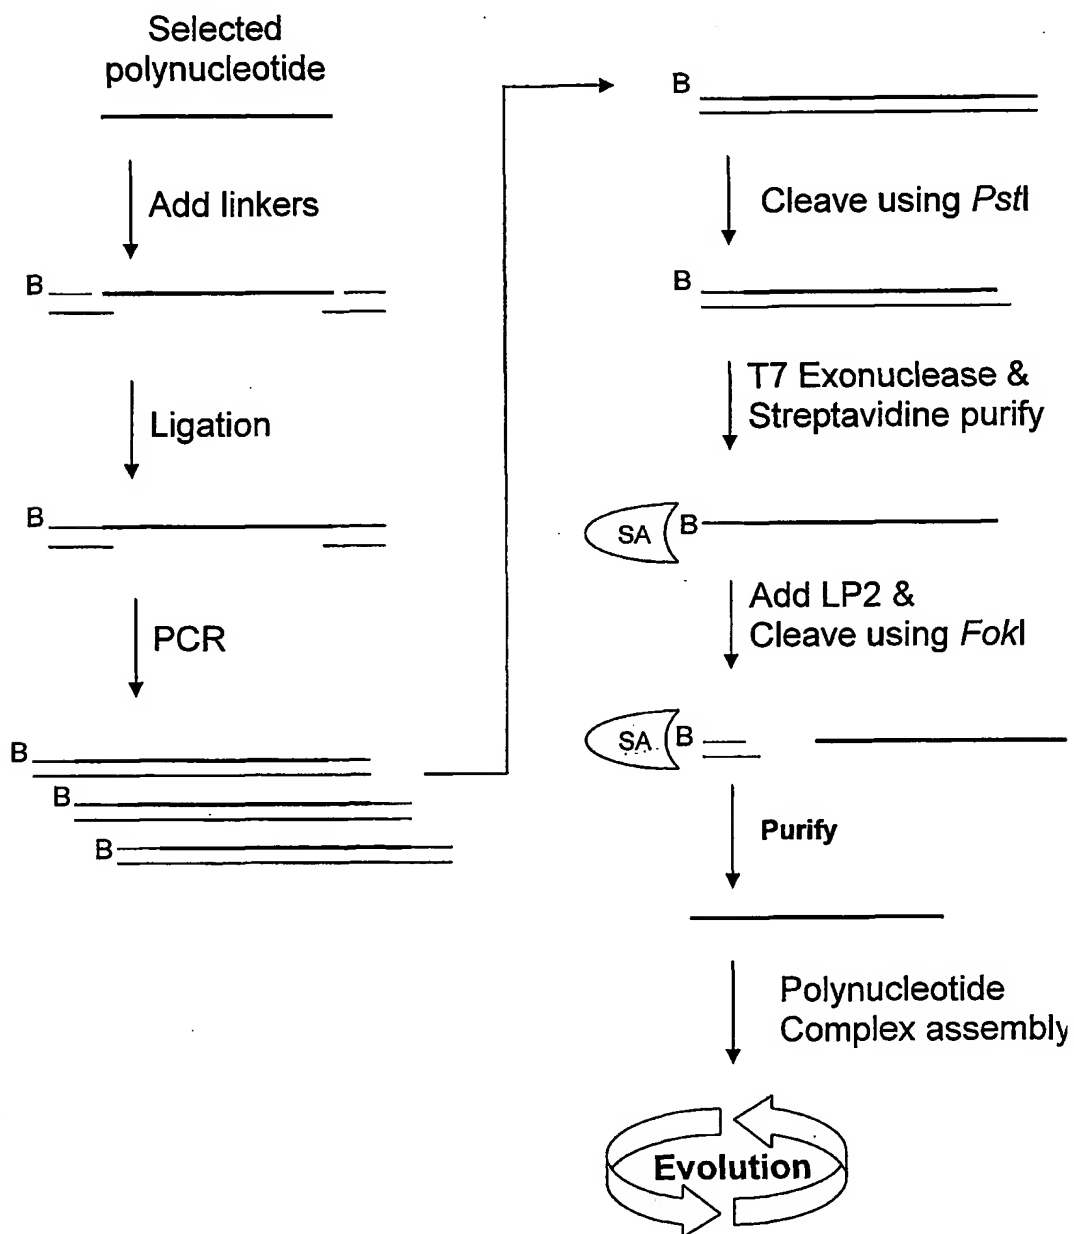 Selected
polynucleotide
Add linkers
B
Ligation
B
PCR
B
B
B
B
Cleave using PstI
B
T7 Exonuclease &
Streptavidine purify
SA B
Add LP2 &
Cleave using FokI
SA B
Purify
Polynucleotide
Complex assembly
Evolution